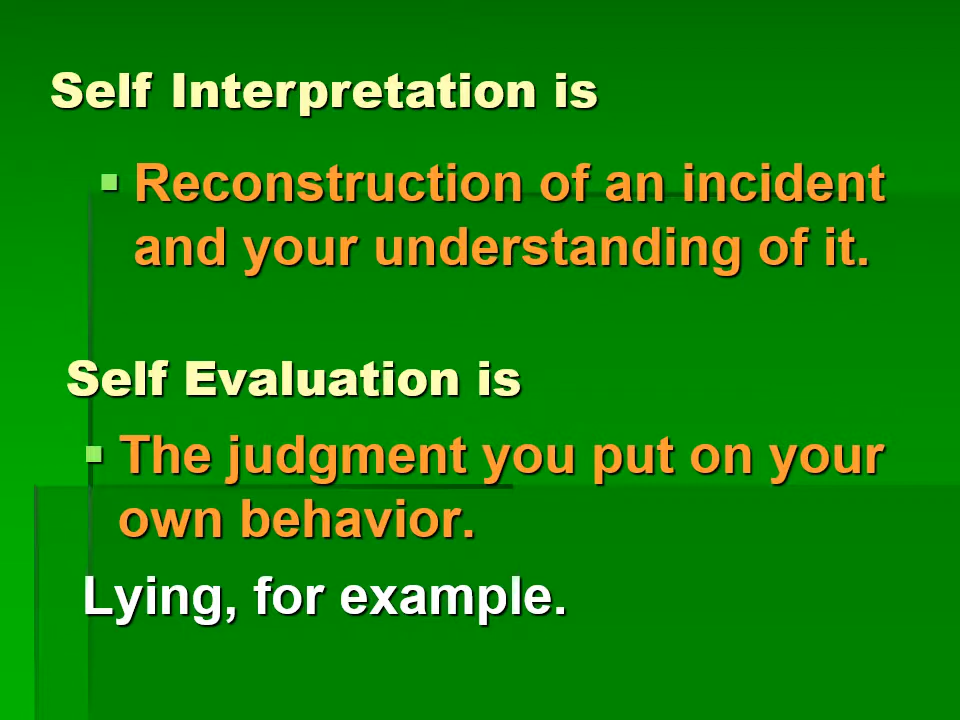 Self Interpretation is
Reconstruction of an incident
and your understanding of it.
Self Evaluation is
The judgment you put on your
own behavior.
Lying, for example.